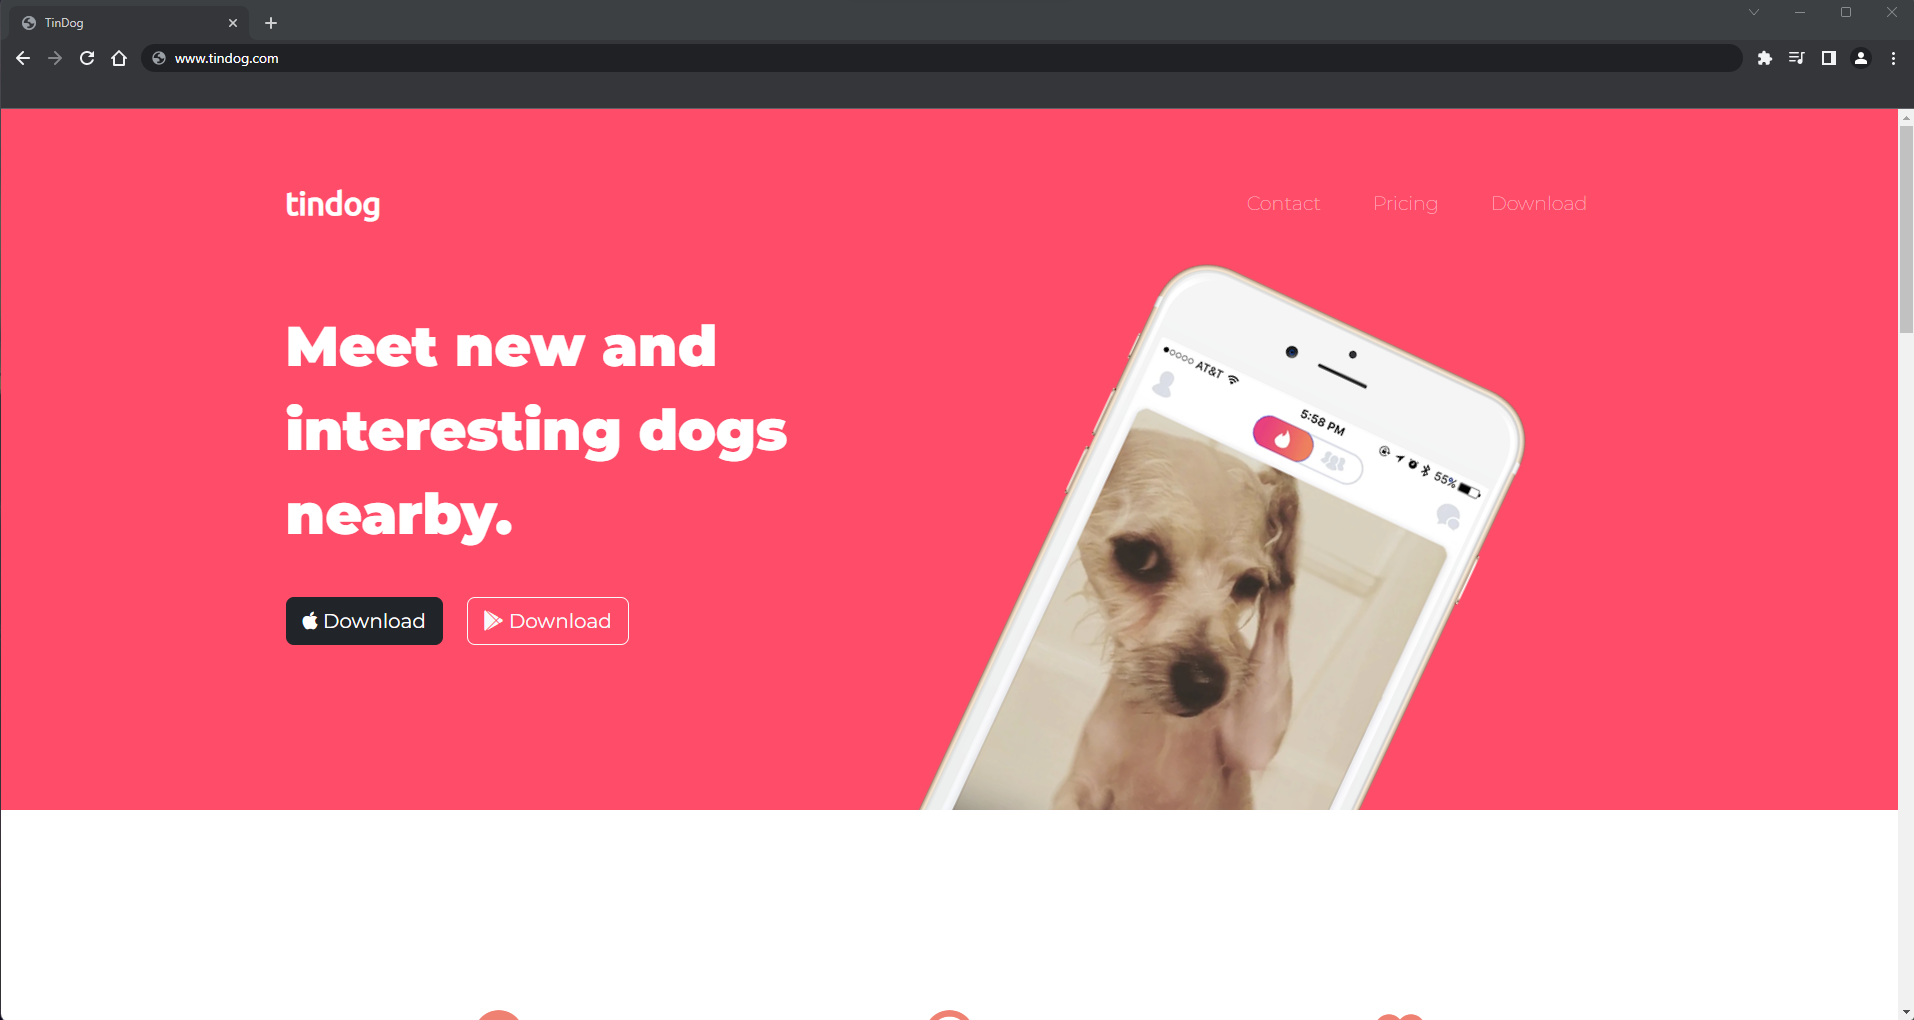 TinDog
www.tindog.com
tindog
Contact Pricing Download
Meet new and
interesting dogs
nearby.
Download Download
AT&T
5:58 PM
55%